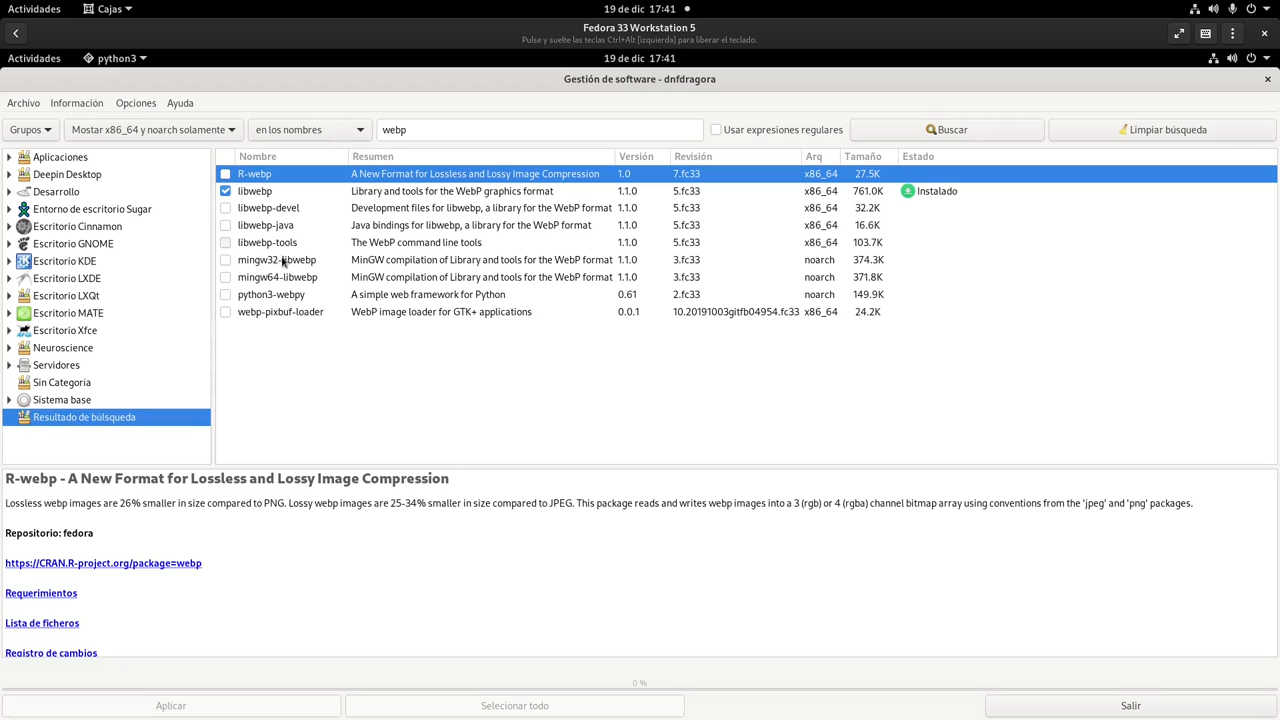 Actividades Cajas 19 de dic 17:41
Fedora 33 Workstation 5
Pulse y suelte las teclas Ctrl+Alt [izquierda] para liberar el teclado.
Actividades python3 19 de dic 17:41
Gestión de software - dnfdragora
Archivo Información Opciones Ayuda
Grupos Mostar x86_64 y noarch solamente en los nombres webp Usar expresiones regulares Buscar Limpiar búsqueda
Aplicaciones
Deepin Desktop
Desarrollo
Entorno de escritorio Sugar
Escritorio Cinnamon
Escritorio GNOME
Escritorio KDE
Escritorio LXDE
Escritorio LXQt
Escritorio MATE
Escritorio Xfce
Neuroscience
Servidores
Sin Categoría
Sistema base
Resultado de búlsqueda
Nombre Resumen Versión Revisión Arq Tamaño Estado
R-webp A New Format for Lossless and Lossy Image Compression 1.0 7.fc33 x86_64 27.5K
libwebp Library and tools for the WebP graphics format 1.1.0 5.fc33 x86_64 761.0K Instalado
libwebp-devel Development files for libwebp, a library for the WebP format 1.1.0 5.fc33 x86_64 32.2K
libwebp-java Java bindings for libwebp, a library for the WebP format 1.1.0 5.fc33 x86_64 16.6K
libwebp-tools The WebP command line tools 1.1.0 5.fc33 x86_64 103.7K
mingw32-libwebp MinGW compilation of Library and tools for the WebP format 1.1.0 3.fc33 noarch 374.3K
mingw64-libwebp MinGW compilation of Library and tools for the WebP format 1.1.0 3.fc33 noarch 371.8K
python3-webpy A simple web framework for Python 0.61 2.fc33 noarch 149.9K
webp-pixbuf-loader WebP image loader for GTK+ applications 0.0.1 10.20191003gitfb04954.fc33 x86_64 24.2K
R-webp - A New Format for Lossless and Lossy Image Compression
Lossless webp images are 26% smaller in size compared to PNG. Lossy webp images are 25-34% smaller in size compared to JPEG. This package reads and writes webp images into a 3 (rgb) or 4 (rgba) channel bitmap array using conventions from the 'jpeg' and 'png' packages.
Repositorio: fedora
https://CRAN.R-project.org/package=webp
Requerimientos
Lista de ficheros
Registro de cambios
0 %
Aplicar Selecionar todo Salir